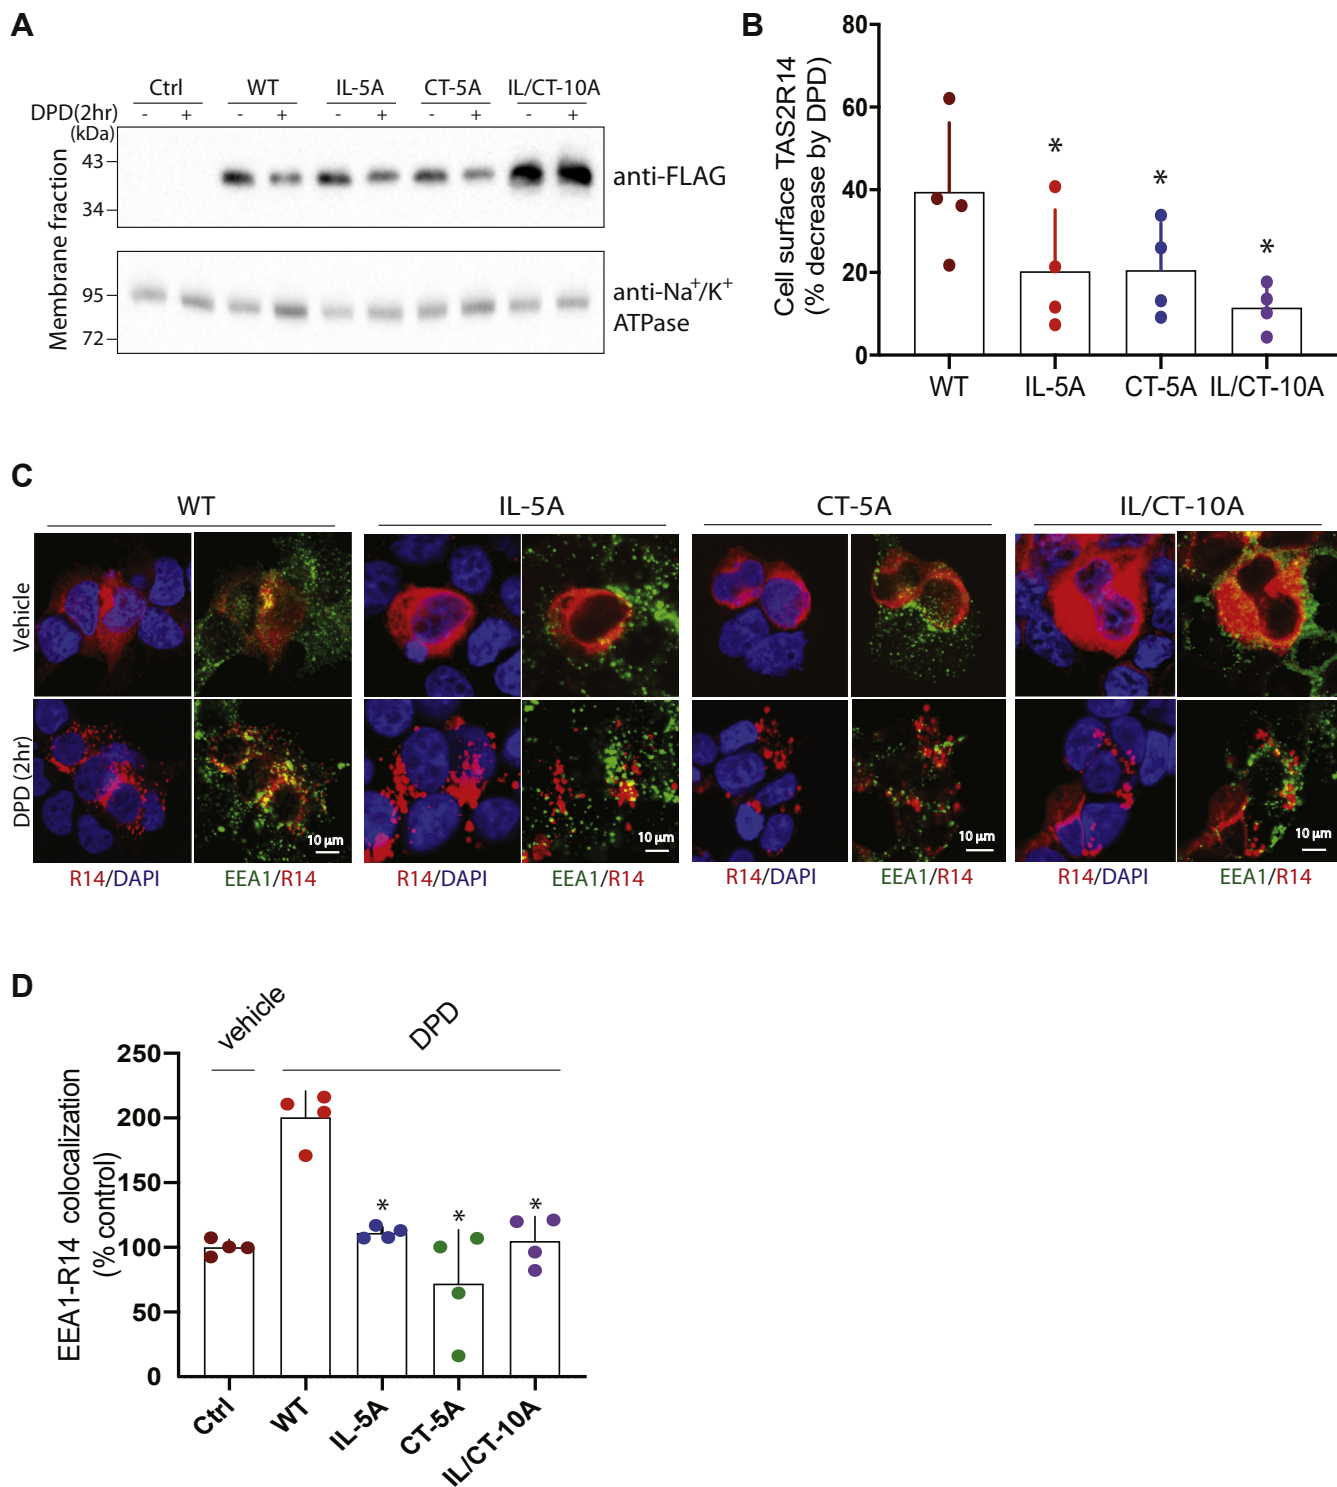 A
Ctrl WT IL-5A CT-5A IL/CT-10A
DPD(2hr) - + - + - + - + - +
(kDa)
Membrane fraction
43
34
anti-FLAG
95
72
anti-Na+/K+
ATPase
B
Cell surface TAS2R14
(% decrease by DPD)
80
60
40
20
0
* * *
WT IL-5A CT-5A IL/CT-10A
C
WT IL-5A CT-5A IL/CT-10A
Vehicle
DPD (2hr)
10 µm 10 µm 10 µm 10 µm
R14/DAPI EEA1/R14 R14/DAPI EEA1/R14 R14/DAPI EEA1/R14 R14/DAPI EEA1/R14
D
vehicle DPD
EEA1-R14 colocalization
(% control)
250
200
150
100
50
0
* * *
Ctrl WT IL-5A CT-5A IL/CT-10A